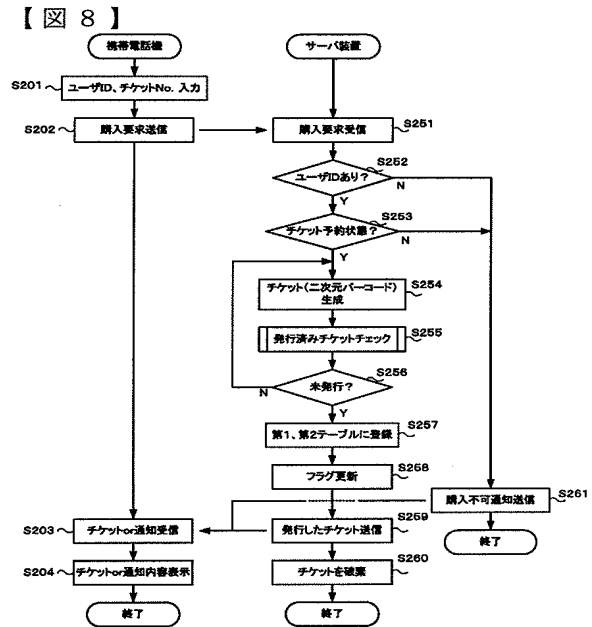 【図 8】
携帯電話機
サーバ装置
S201
ユーザID、チケットNo. 入力
S202
購入要求送信
購入要求受信
S251
ユーザIDあり?
S252
N
Y
チケット予約状態?
S253
N
Y
チケット(二次元バーコード)
生成
S254
発行済みチケットチェック
S255
未発行?
S256
N
Y
第1、第2テーブルに登録
S257
フラグ更新
S258
購入不可通知送信
S261
S203
チケットor通知受信
発行したチケット送信
S259
終了
S204
チケットor通知内容表示
チケットを破棄
S260
終了
終了